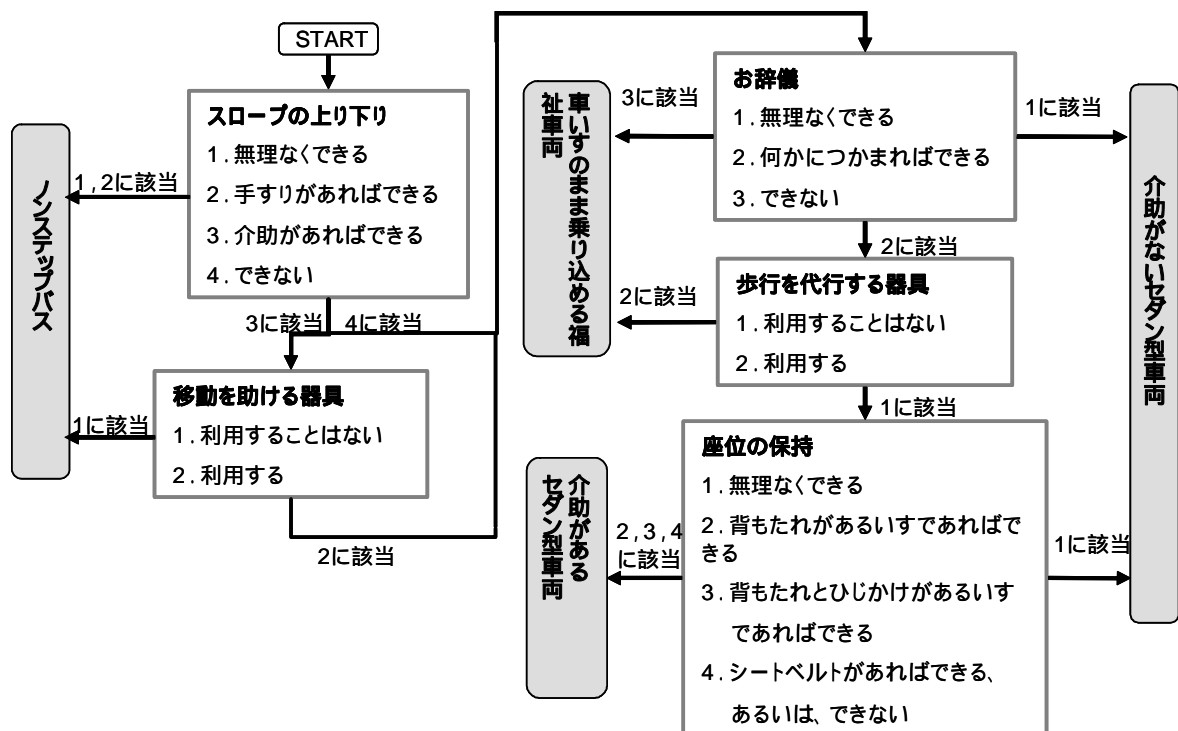 START
スロープの上り下り
1.無理なくできる
2.手すりがあればできる
3.介助があればできる
4.できない
1,2に該当
ノンステップバス
3に該当
4に該当
移動を助ける器具
1.利用することはない
2.利用する
1に該当
2に該当
お辞儀
1.無理なくできる
2.何かにつかまればできる
3.できない
3に該当
1に該当
車いすのまま乗り込める福
祉車両
2に該当
歩行を代行する器具
1.利用することはない
2.利用する
2に該当
1に該当
座位の保持
1.無理なくできる
2.背もたれがあるいすであればで
きる
3.背もたれとひじかけがあるいす
であればできる
4.シートベルトがあればできる、
あるいは、できない
2,3,4
に該当
介助がある
セダン型車両
1に該当
介助がないセダン型車両